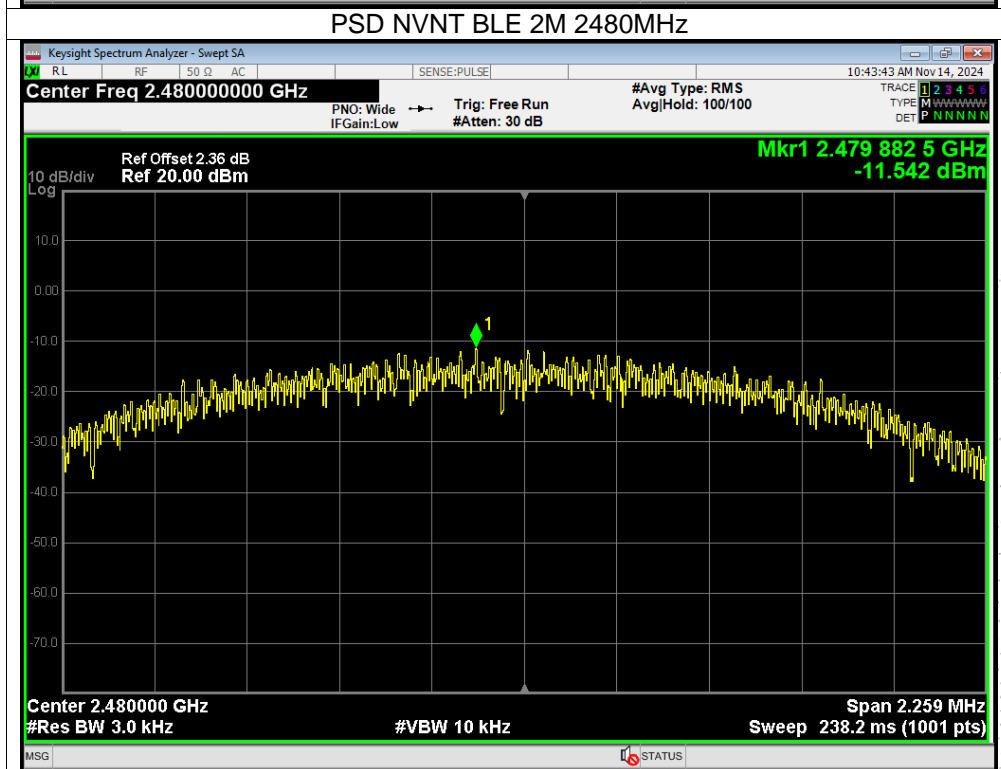 PSD NVNT BLE 2M 2480MHz
Keysight Spectrum Analyzer - Swept SA
LXI RL RF 50 Ω AC SENSE:PULSE 10:43:43 AM Nov 14, 2024
Center Freq 2.480000000 GHz
PNO: Wide
IFGain:Low
Trig: Free Run
#Atten: 30 dB
#Avg Type: RMS
Avg|Hold: 100/100
TRACE 1 2 3 4 5 6
TYPE M W W W W W
DET P N N N N N
Mkr1 2.479 882 5 GHz
-11.542 dBm
Ref Offset 2.36 dB
10 dB/div Ref 20.00 dBm
Log
10.0
0.00
1
-10.0
-20.0
-30.0
-40.0
-50.0
-60.0
-70.0
Center 2.480000 GHz Span 2.259 MHz
#Res BW 3.0 kHz #VBW 10 kHz Sweep 238.2 ms (1001 pts)
MSG STATUS